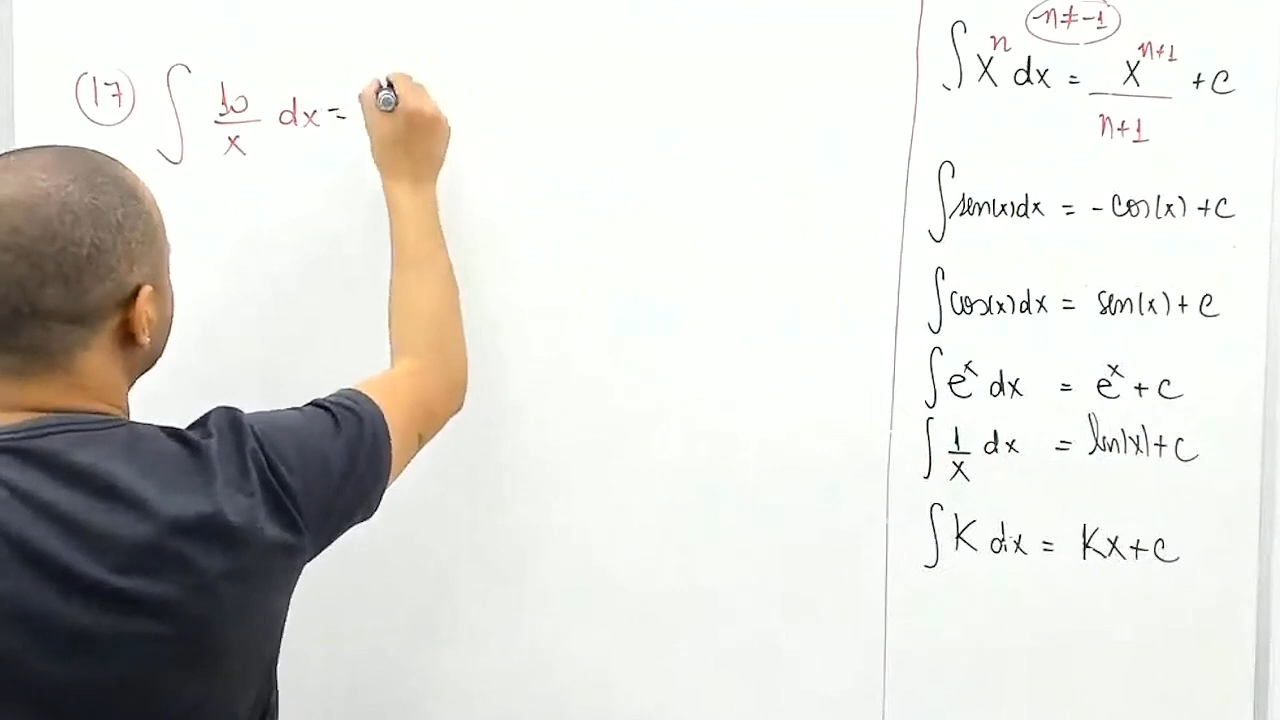 (17) ∫ 10/x dx =
n ≠ -1
∫ xⁿ dx = xⁿ⁺¹/n+1 + c
∫ sen(x)dx = -cos(x) + c
∫ cos(x)dx = sen(x) + c
∫ eˣ dx = eˣ + c
∫ 1/x dx = ln|x| + c
∫ K dx = Kx + c